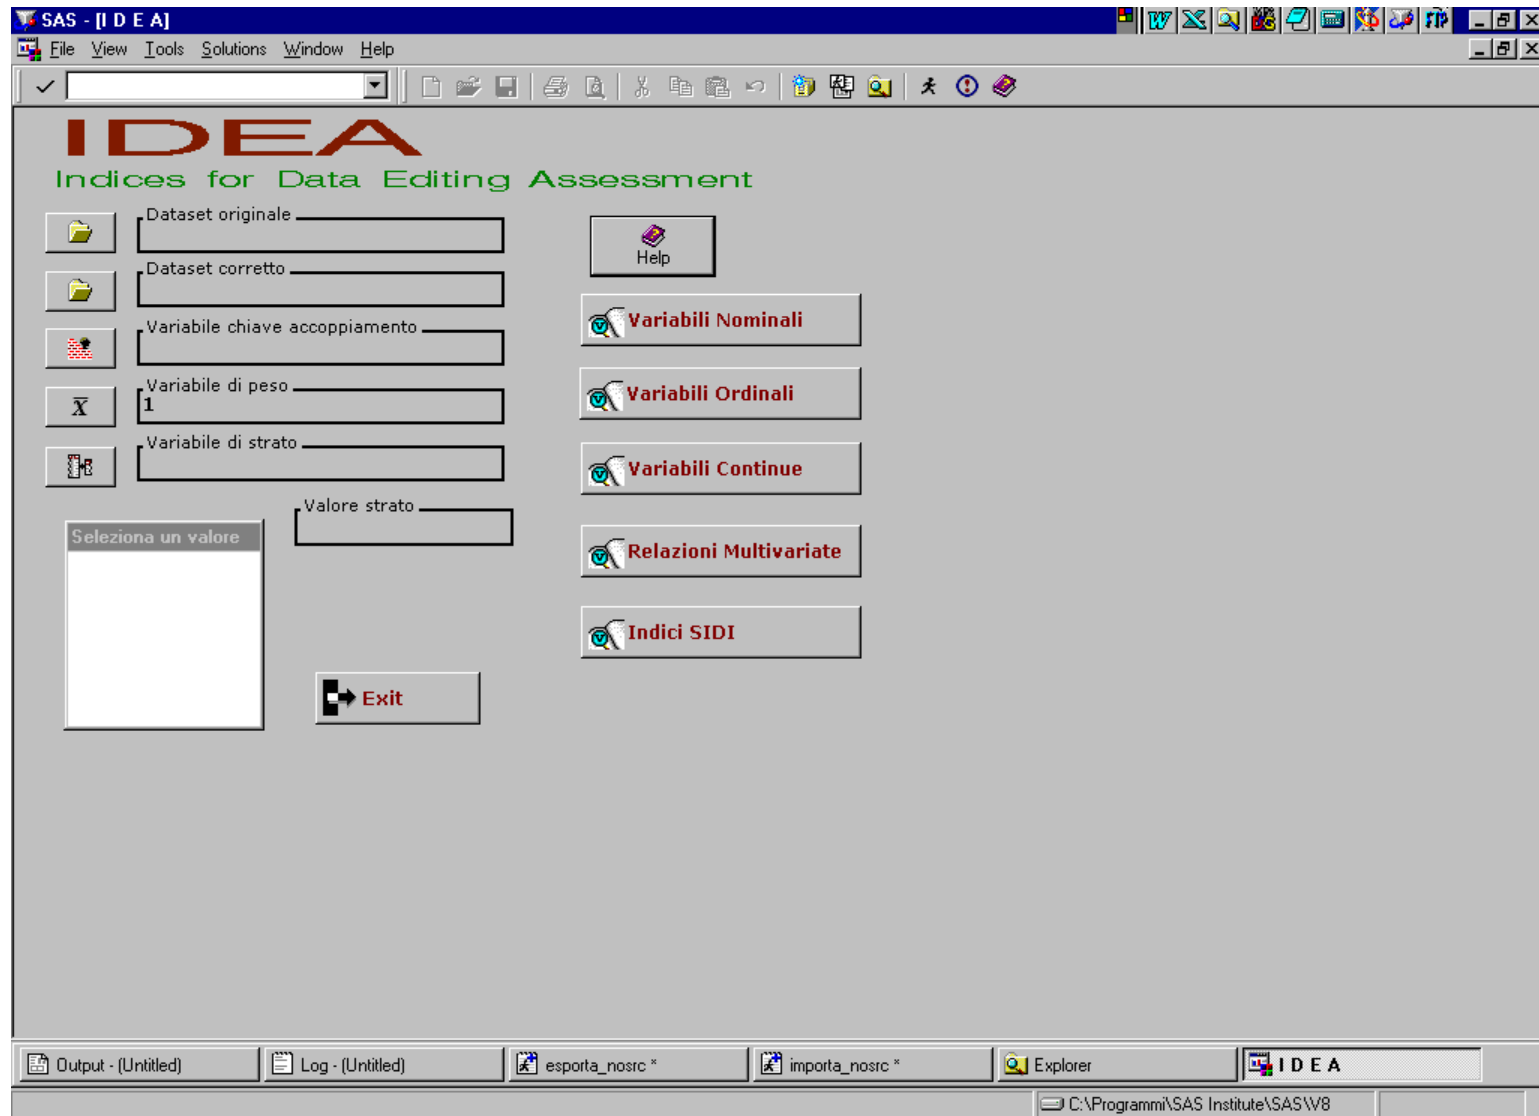 SAS - [I D E A]
File View Tools Solutions Window Help
IDEA
Indices for Data Editing Assessment
Dataset originale
Dataset corretto
Variabile chiave accoppiamento
Variabile di peso
1
Variabile di strato
Valore strato
Seleziona un valore
Exit
Help
Variabili Nominali
Variabili Ordinali
Variabili Continue
Relazioni Multivariate
Indici SIDI
Output - (Untitled) Log - (Untitled) esporta_nosrc * importa_nosrc * Explorer I D E A
C:\Programmi\SAS Institute\SAS\V8